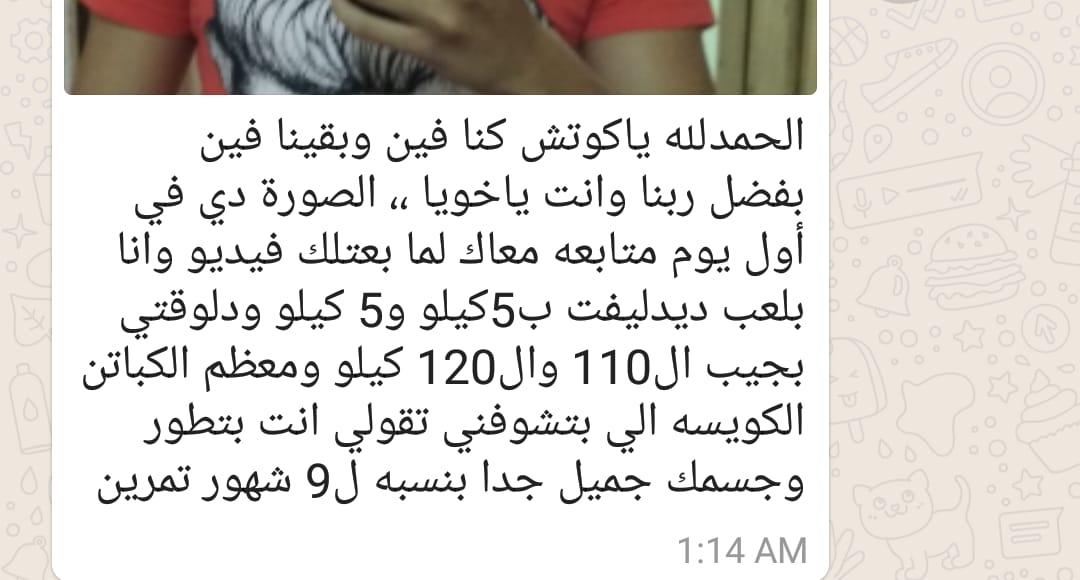 الحمدلله ياكوتش كنا فين وبقينا فين
بفضل ربنا وانت ياخويا ،، الصورة دي في
أول يوم متابعه معاك لما بعتلك فيديو وانا
بلعب ديدليفت ب5كيلو و5 كيلو ودلوقتي
بجيب ال110 وال120 كيلو ومعظم الكباتن
الكويسه الي بتشوفني تقولي انت بتطور
وجسمك جميل جدا بنسبه ل9 شهور تمرين
1:14 AM